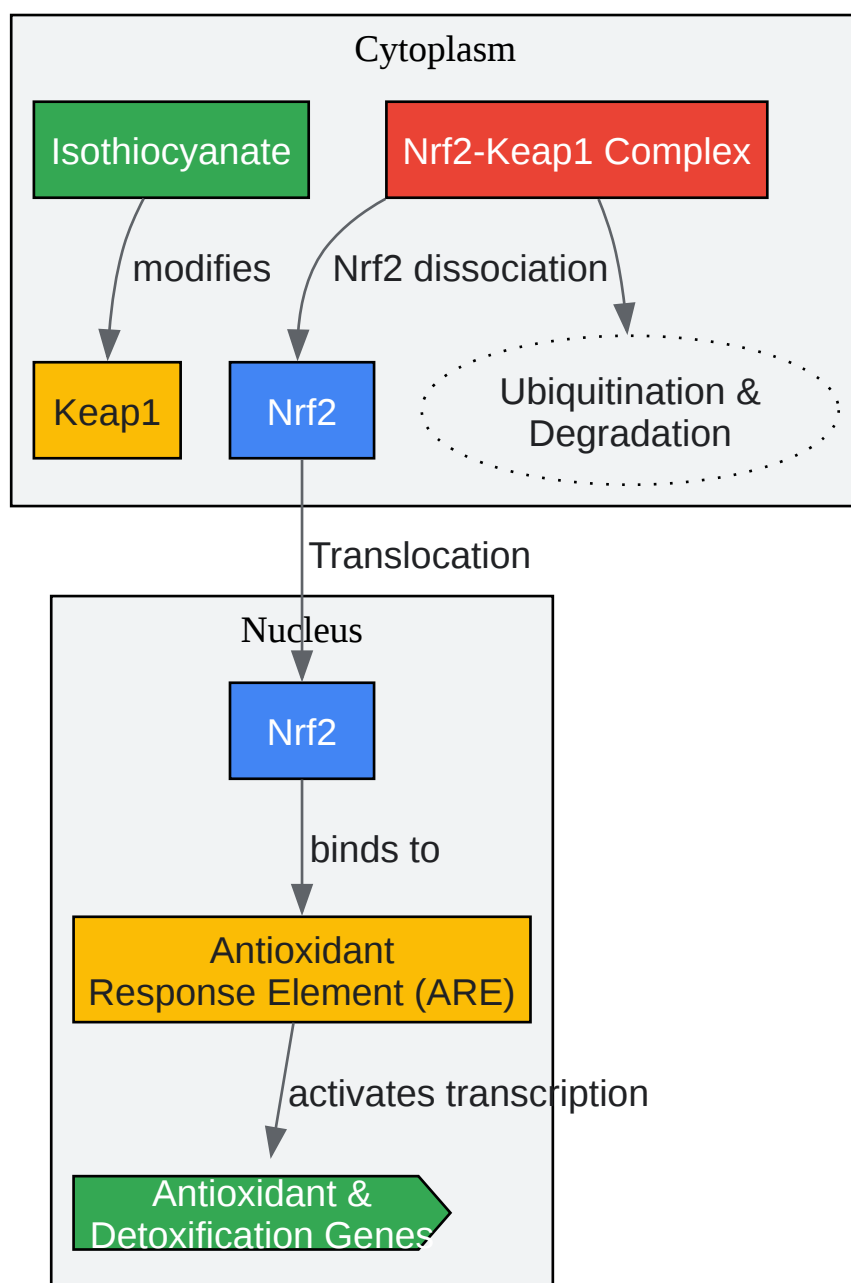 Cytoplasm
Isothiocyanate
Nrf2-Keap1 Complex
modifies
Nrf2 dissociation
Keap1
Nrf2
Ubiquitination &
Degradation
Translocation
Nucleus
Nrf2
binds to
Antioxidant
Response Element (ARE)
activates transcription
Antioxidant &
Detoxification Genes